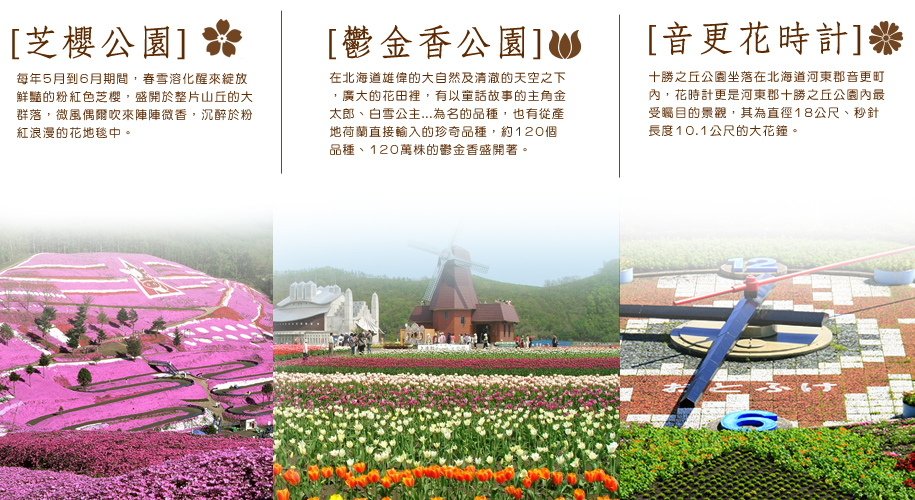 [芝櫻公園]
每年5月到6月期間，春雪溶化醒來綻放
鮮豔的粉紅色芝櫻，盛開於整片山丘的大
群落，微風偶爾吹來陣陣微香，沉醉於粉
紅浪漫的花地毯中。
[鬱金香公園]
在北海道雄偉的大自然及清澈的天空之下
，廣大的花田裡，有以童話故事的主角金
太郎、白雪公主...為名的品種，也有從產
地荷蘭直接輸入的珍奇品種，約120個
品種、120萬株的鬱金香盛開著。
[音更花時計]
十勝之丘公園坐落在北海道河東郡音更町
內，花時計更是河東郡十勝之丘公園內最
受矚目的景觀，其為直徑18公尺、秒針
長度10.1公尺的大花鐘。
12
おとふけ
6